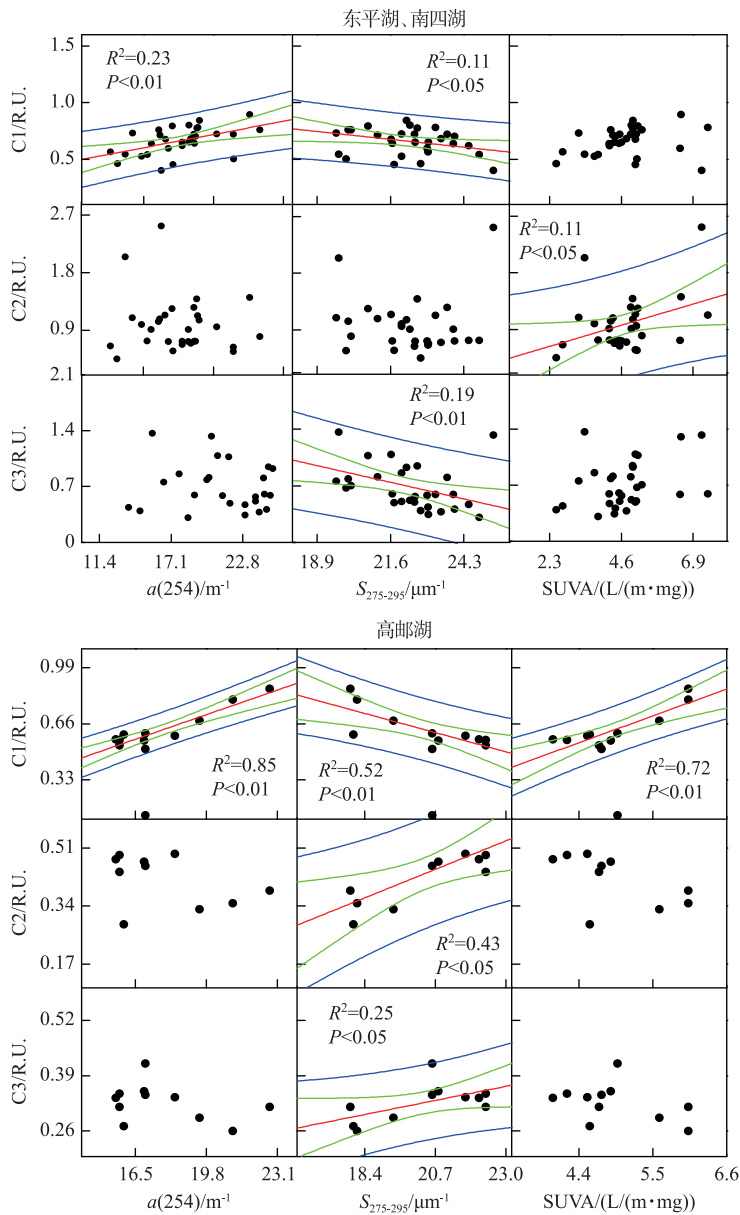 东平湖、南四湖
1.5
1.0
0.5
C1/R.U.
R²=0.23
P<0.01
R²=0.11
P<0.05
2.7
1.8
0.9
C2/R.U.
R²=0.11
P<0.05
2.1
1.4
0.7
0
C3/R.U.
R²=0.19
P<0.01
11.4 17.1 22.8 18.9 21.6 24.3 2.3 4.6 6.9
a(254)/m⁻¹ S₂₇₅₋₂₉₅/μm⁻¹ SUVA/(L/(m·mg))
高邮湖
0.99
0.66
0.33
C1/R.U.
R²=0.85
P<0.01
R²=0.52
P<0.01
R²=0.72
P<0.01
0.51
0.34
0.17
C2/R.U.
R²=0.43
P<0.05
0.52
0.39
0.26
C3/R.U.
R²=0.25
P<0.05
16.5 19.8 23.1 18.4 20.7 23.0 4.4 5.5 6.6
a(254)/m⁻¹ S₂₇₅₋₂₉₅/μm⁻¹ SUVA/(L/(m·mg))